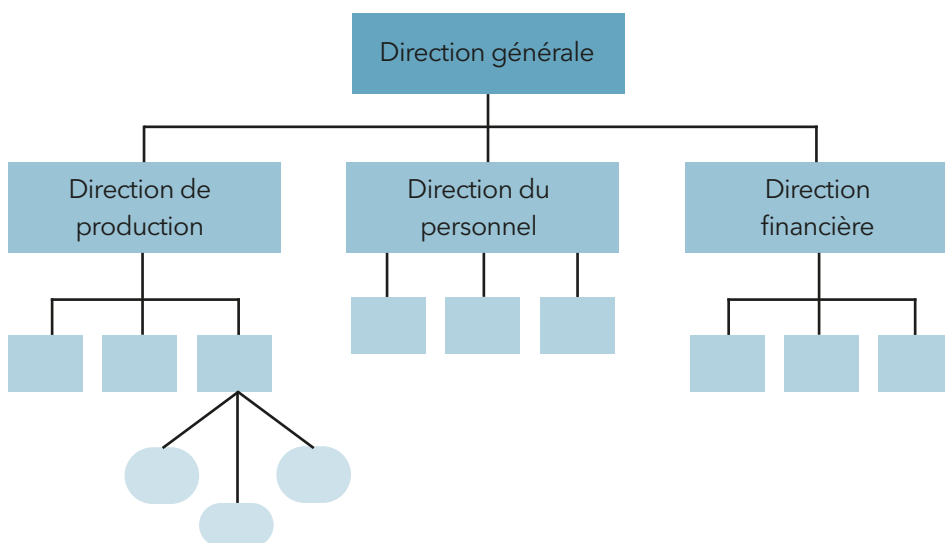 Direction générale
Direction de
production
Direction du
personnel
Direction
financière